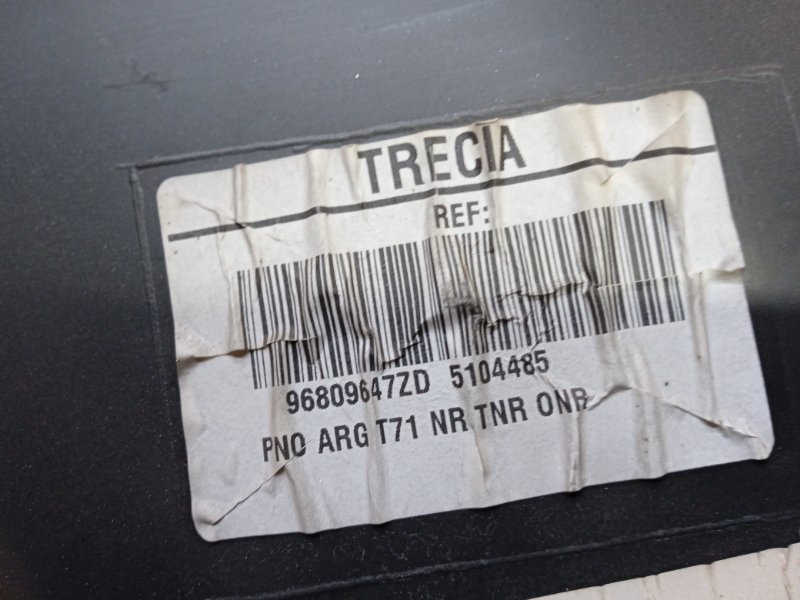 TRECIA
REF:
96809647ZD 5104485
PNO ARG T71 NR TNR ONR